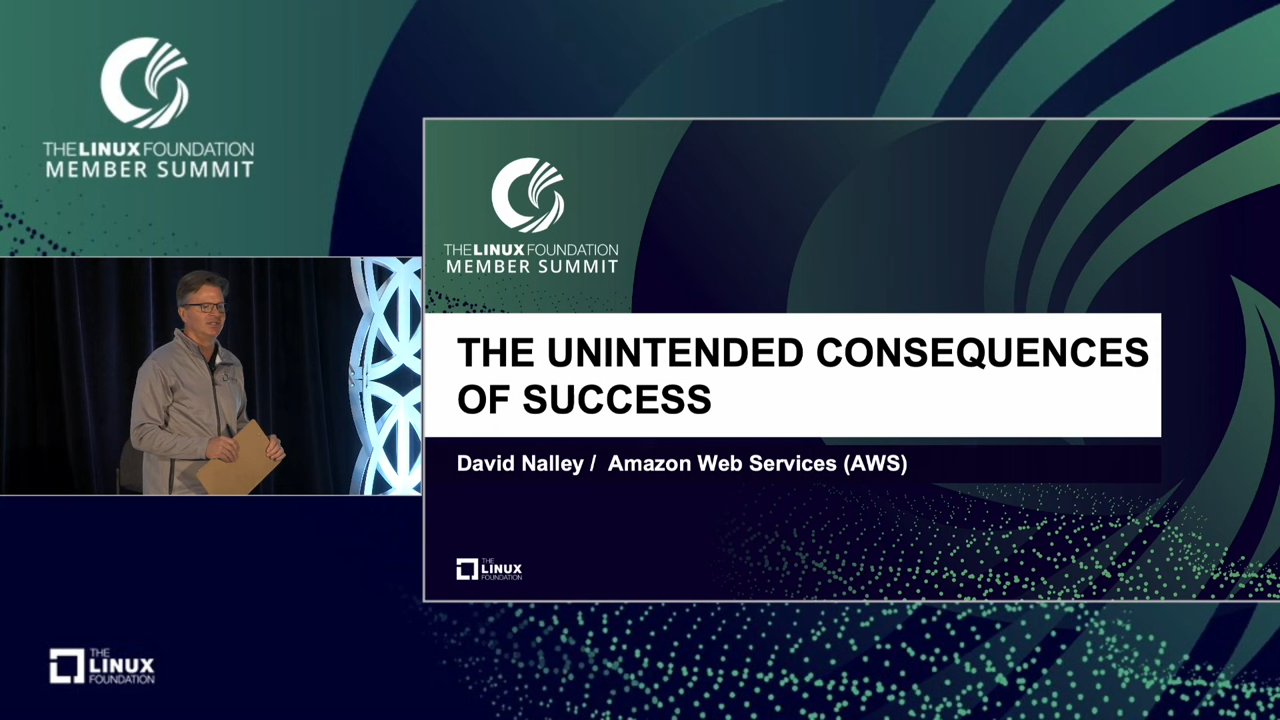 THE LINUX FOUNDATION
MEMBER SUMMIT
THE LINUX FOUNDATION
MEMBER SUMMIT
THE UNINTENDED CONSEQUENCES
OF SUCCESS
David Nalley / Amazon Web Services (AWS)
THE
LINUX
FOUNDATION
THE
LINUX
FOUNDATION